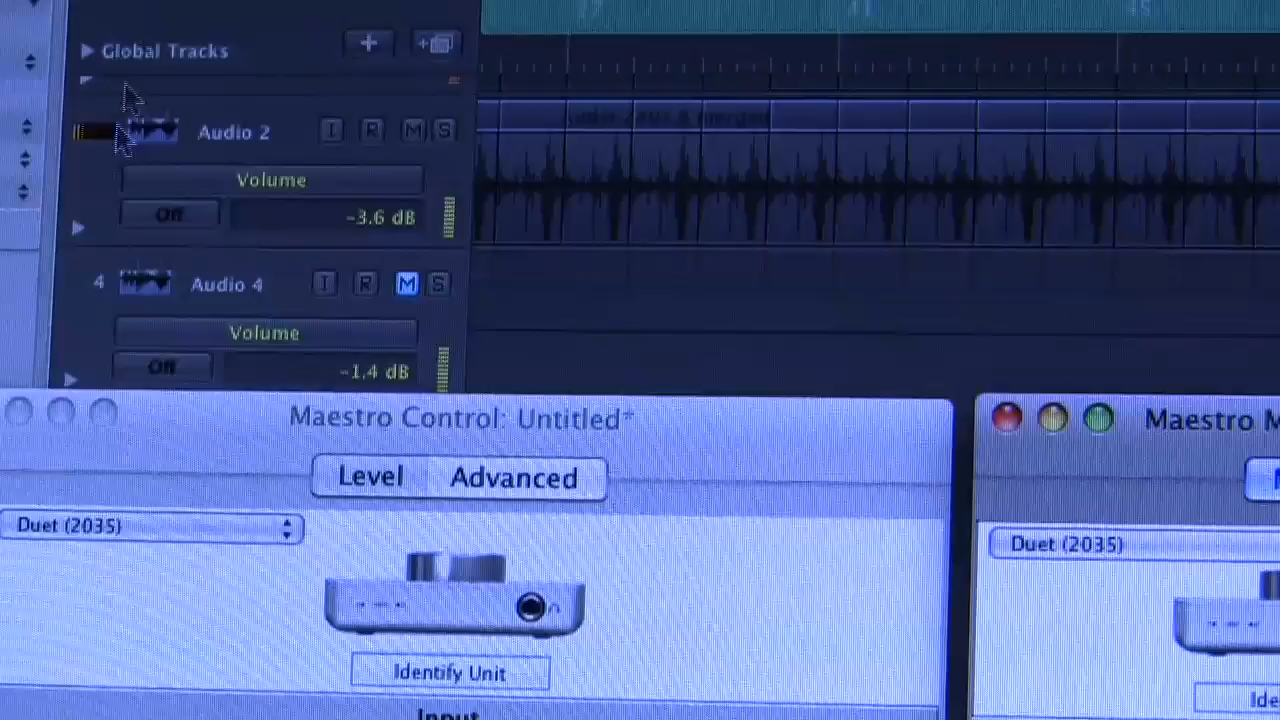 Global Tracks
Audio 2 I R M S
Volume
Off -3.6 dB
4 Audio 4 I R M S
Volume
Off -1.4 dB
Maestro Control: Untitled*
Level Advanced
Duet (2035)
Identify Unit
Input
Maestro M
Duet (2035)
Ide